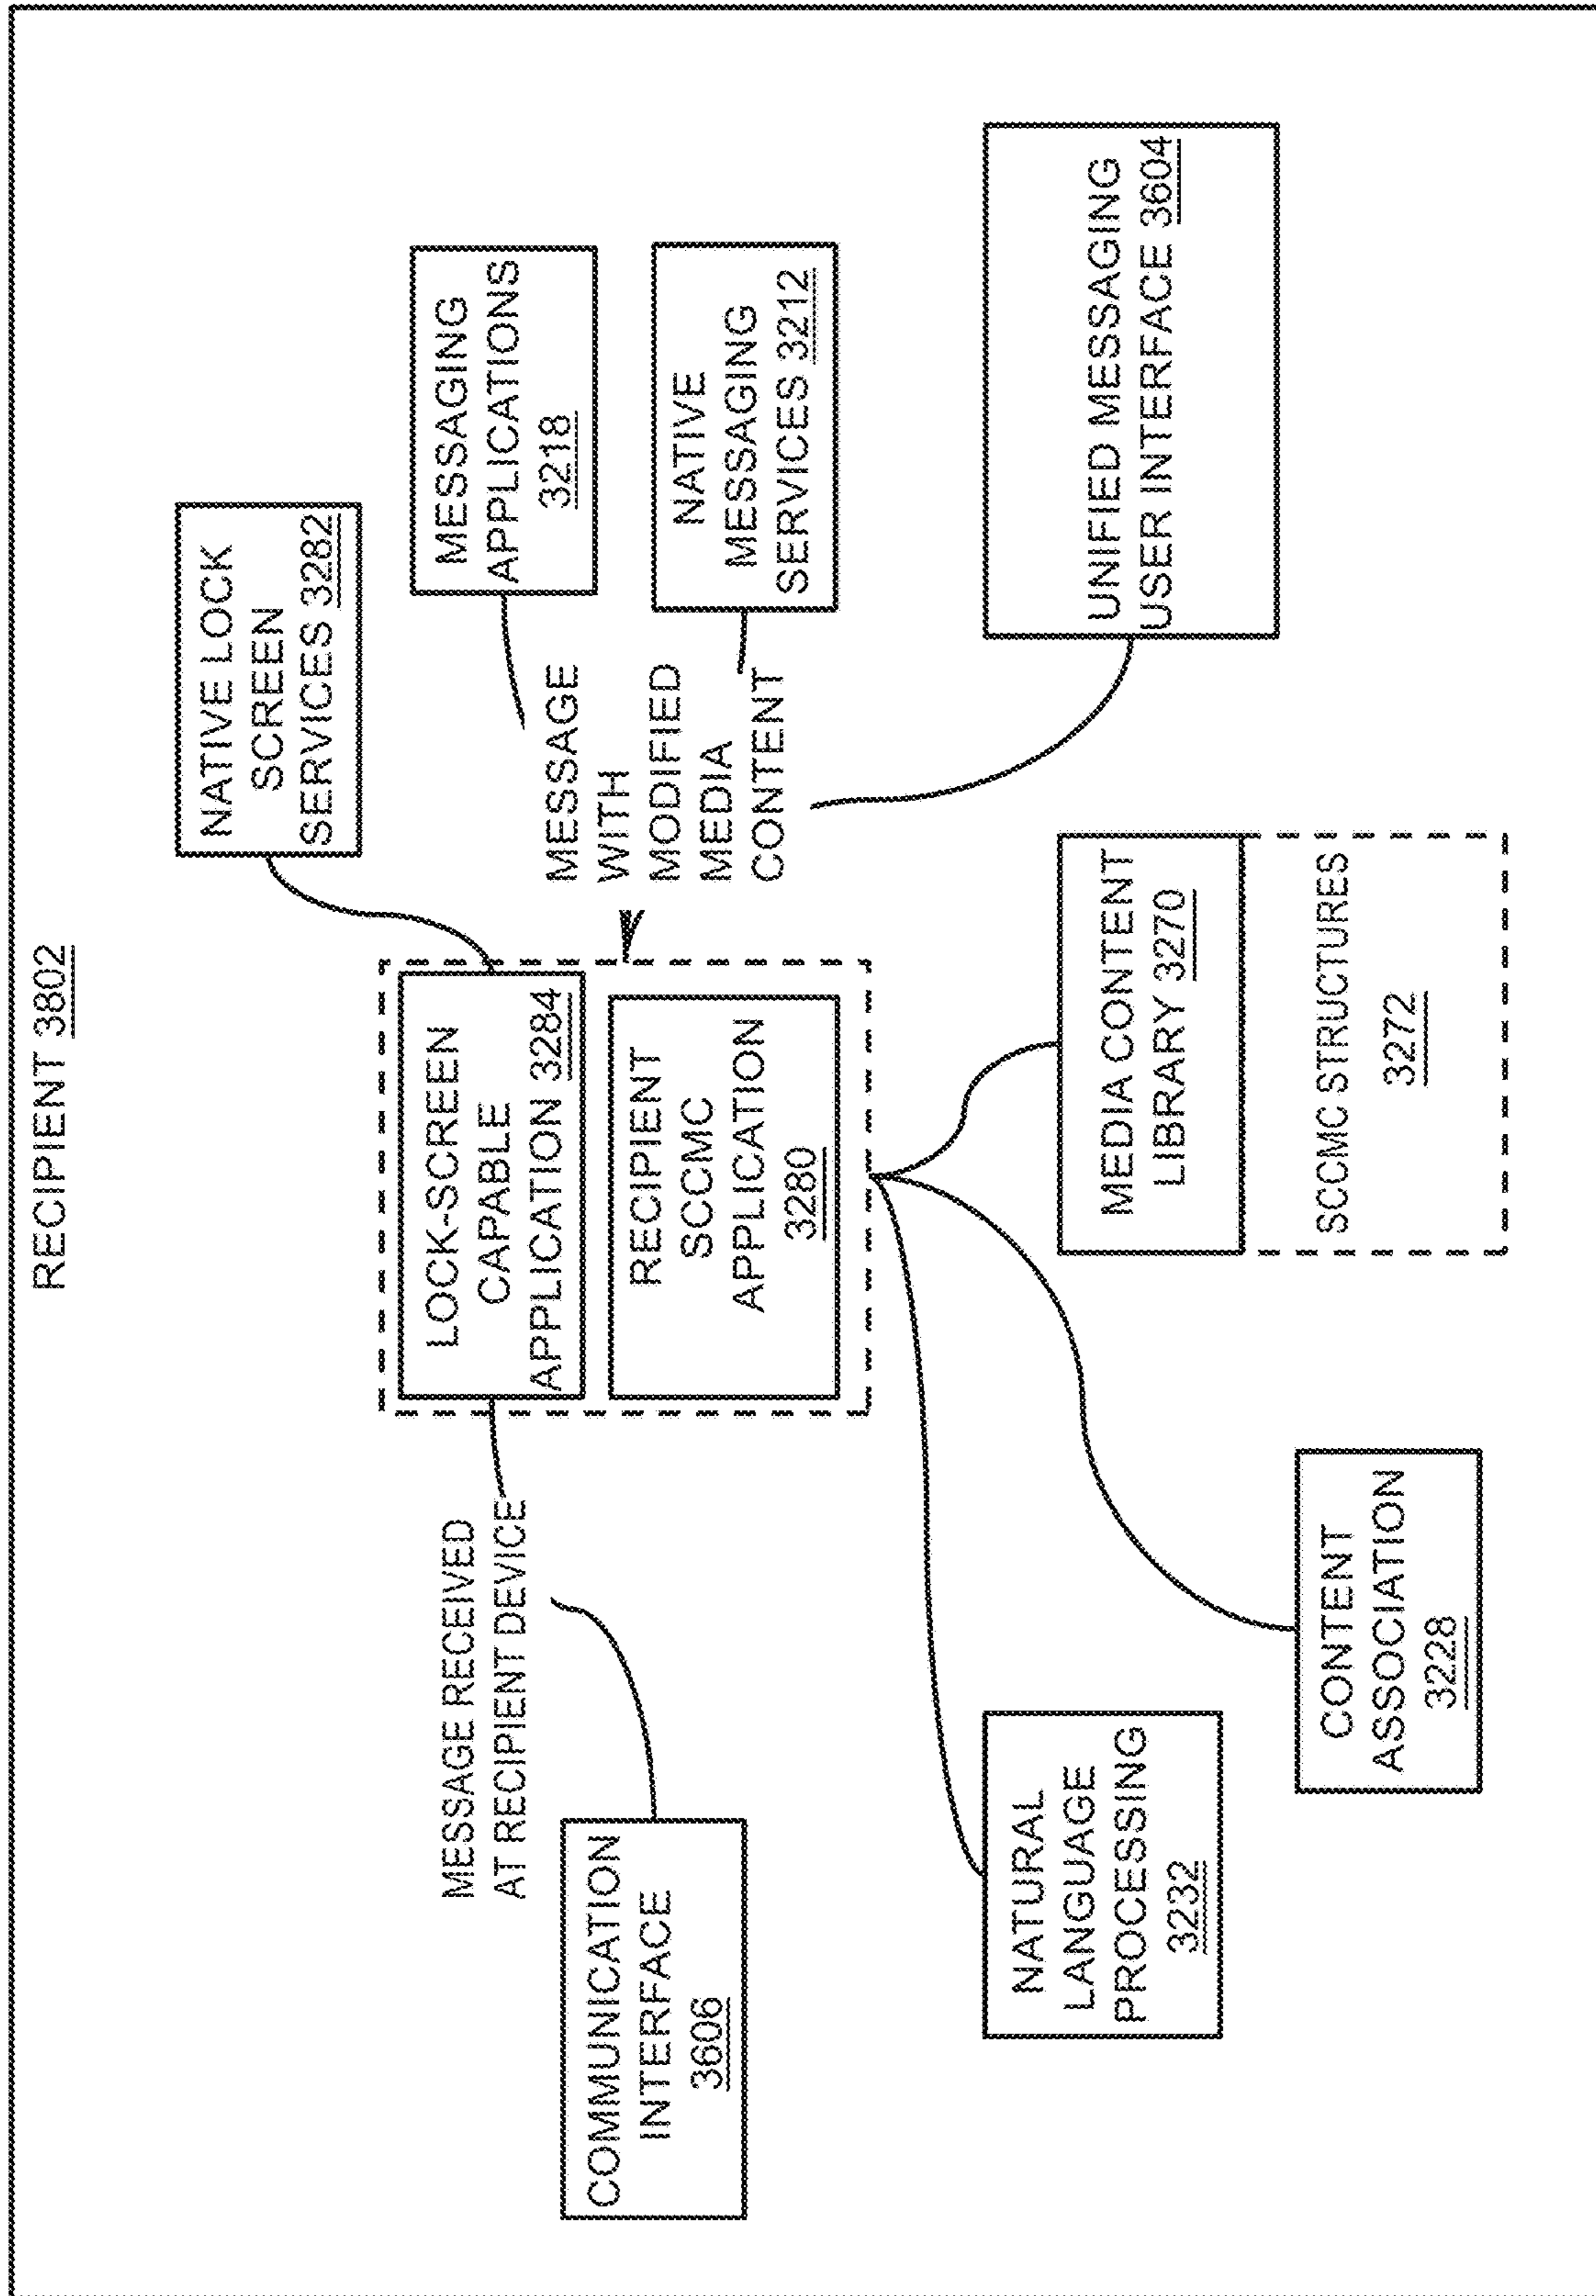 RECIPIENT 3802
NATIVE LOCK
SCREEN
SERVICES 3282
LOCK-SCREEN
CAPABLE
APPLICATION 3284
RECIPIENT
SCCMC
APPLICATION
3280
MESSAGE RECEIVED
AT RECIPIENT DEVICE
COMMUNICATION
INTERFACE
3606
MESSAGE
WITH
MODIFIED
MEDIA
CONTENT
MESSAGING
APPLICATIONS
3218
NATIVE
MESSAGING
SERVICES 3212
UNIFIED MESSAGING
USER INTERFACE 3604
NATURAL
LANGUAGE
PROCESSING
3232
CONTENT
ASSOCIATION
3228
MEDIA CONTENT
LIBRARY 3270
SCCMC STRUCTURES
3272